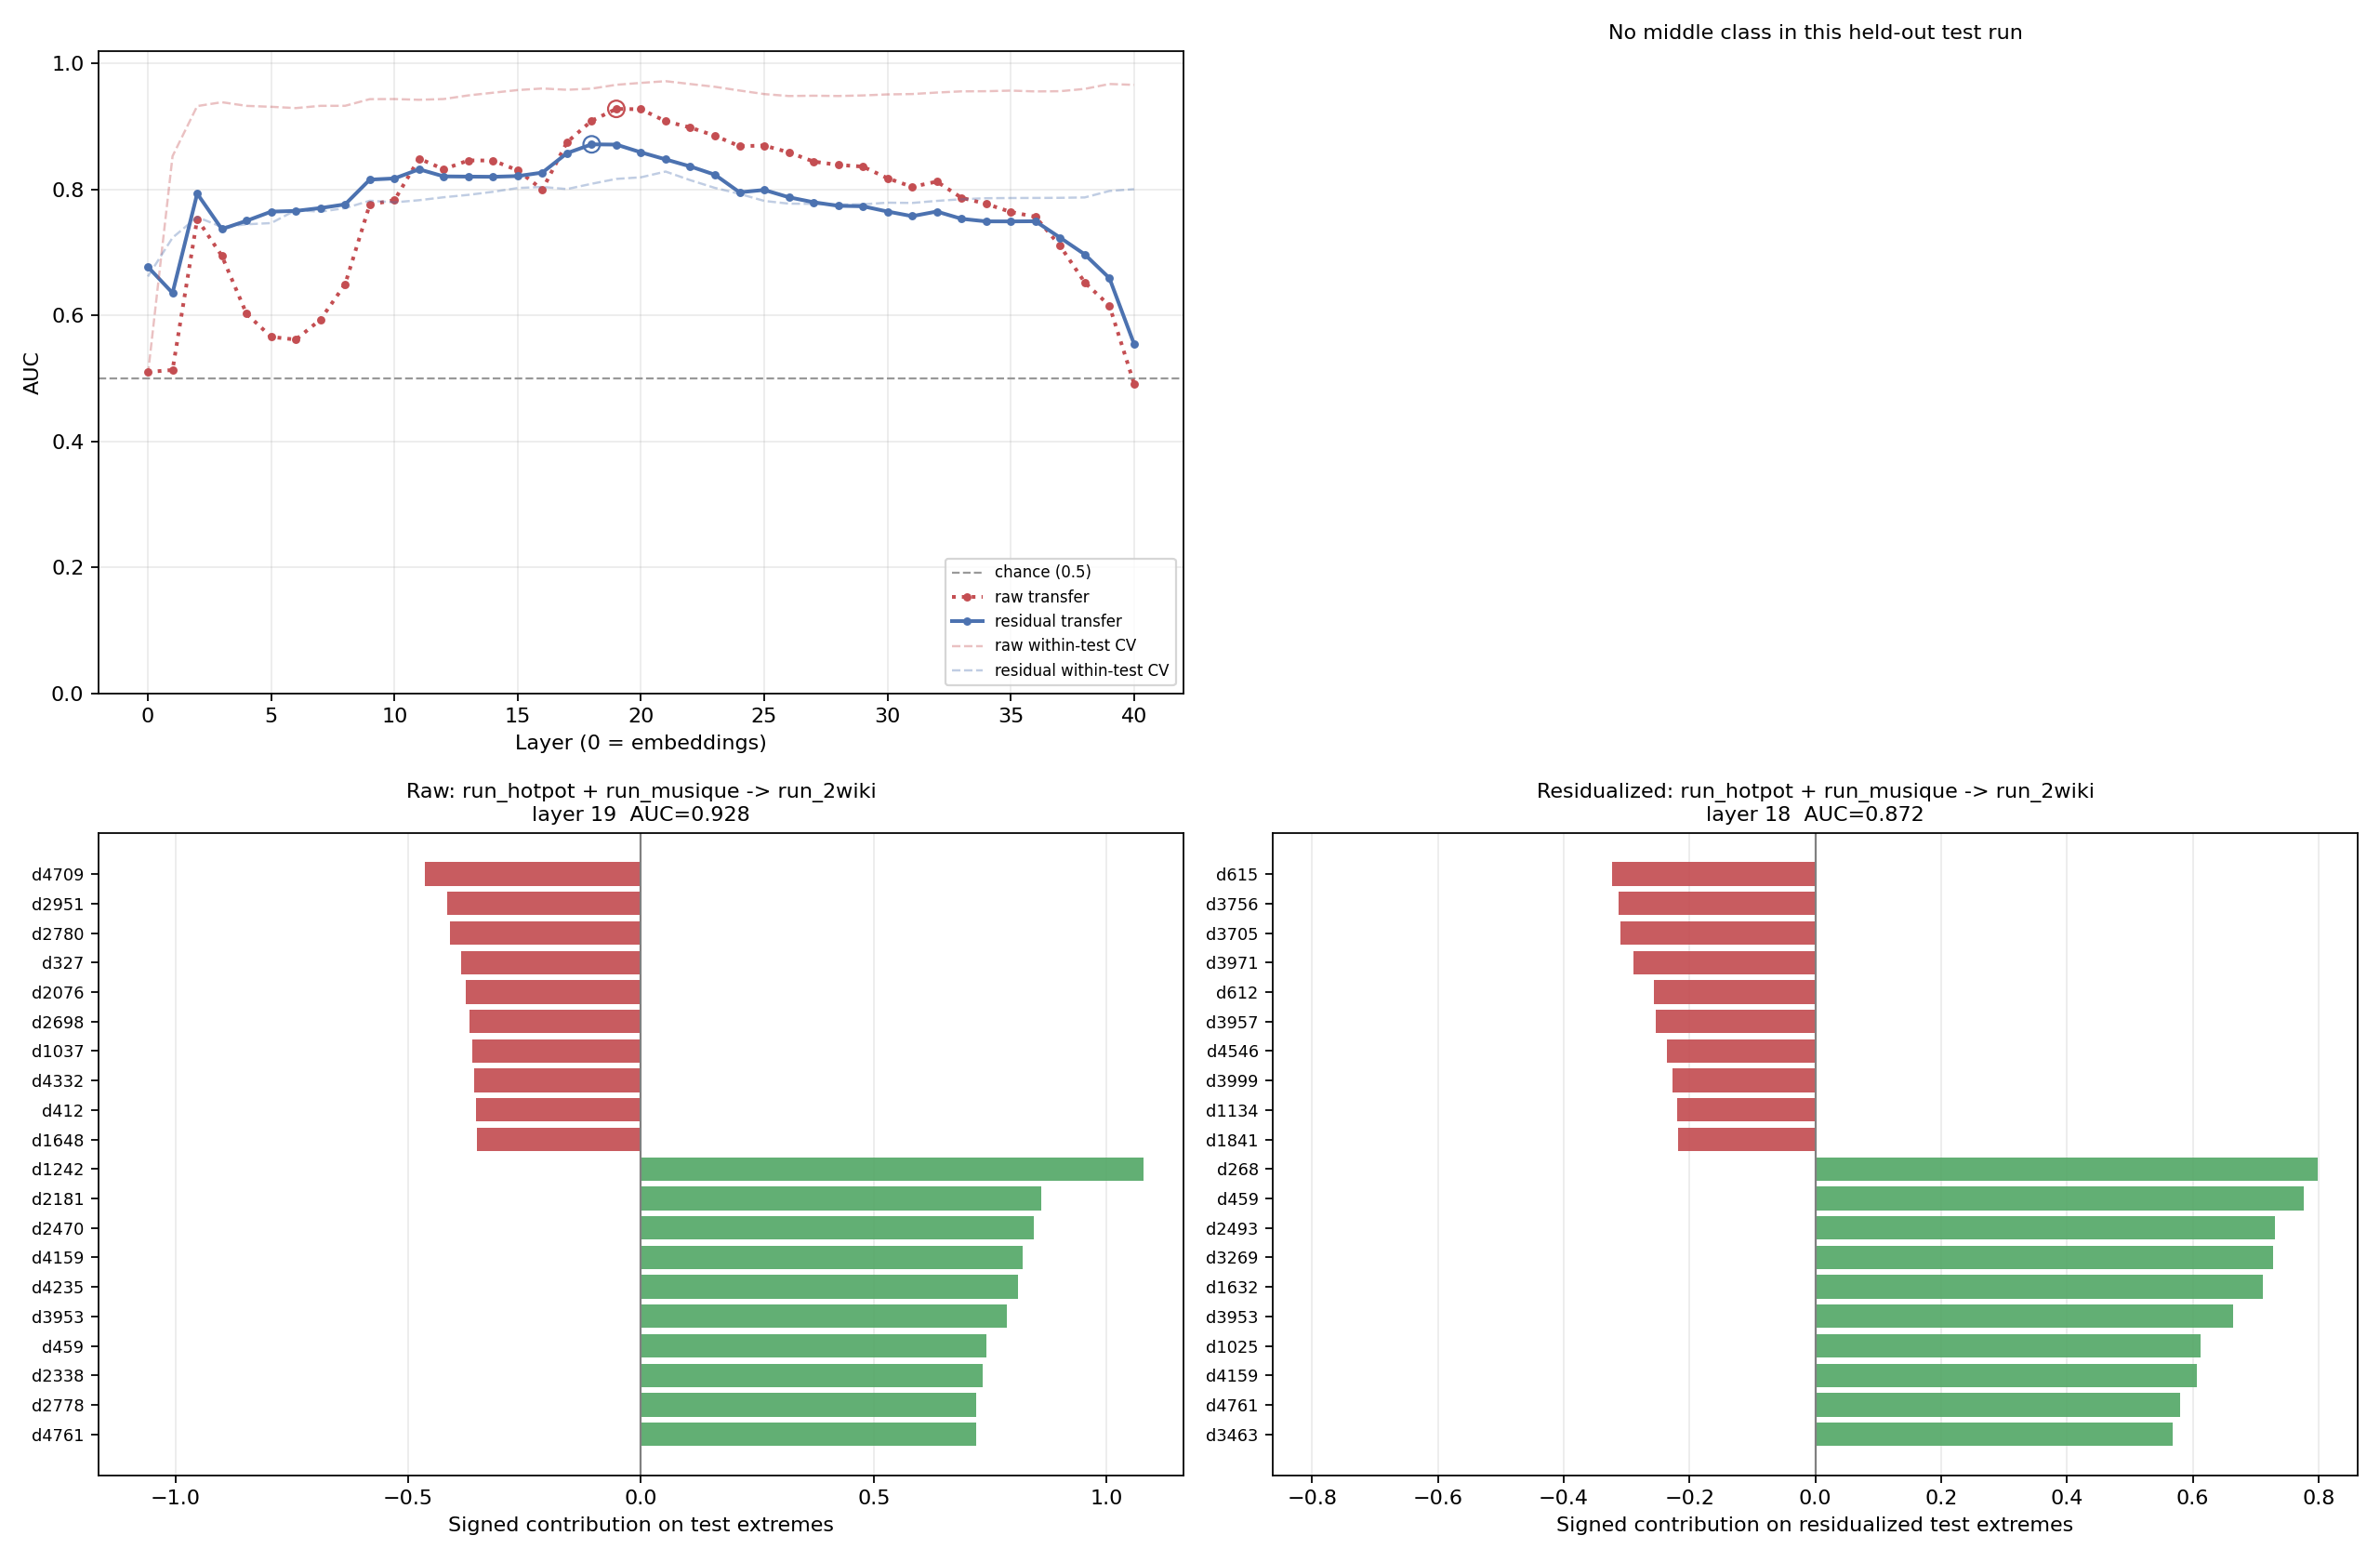 No middle class in this held-out test run
1.0
0.8
0.6
0.4
0.2
0.0
AUC
chance (0.5)
raw transfer
residual transfer
raw within-test CV
residual within-test CV
0 5 10 15 20 25 30 35 40
Layer (0 = embeddings)
Raw: run_hotpot + run_musique -> run_2wiki
layer 19 AUC=0.928
d4709
d2951
d2780
d327
d2076
d2698
d1037
d4332
d412
d1648
d1242
d2181
d2470
d4159
d4235
d3953
d459
d2338
d2778
d4761
−1.0 −0.5 0.0 0.5 1.0
Signed contribution on test extremes
Residualized: run_hotpot + run_musique -> run_2wiki
layer 18 AUC=0.872
d615
d3756
d3705
d3971
d612
d3957
d4546
d3999
d1134
d1841
d268
d459
d2493
d3269
d1632
d3953
d1025
d4159
d4761
d3463
−0.8 −0.6 −0.4 −0.2 0.0 0.2 0.4 0.6 0.8
Signed contribution on residualized test extremes